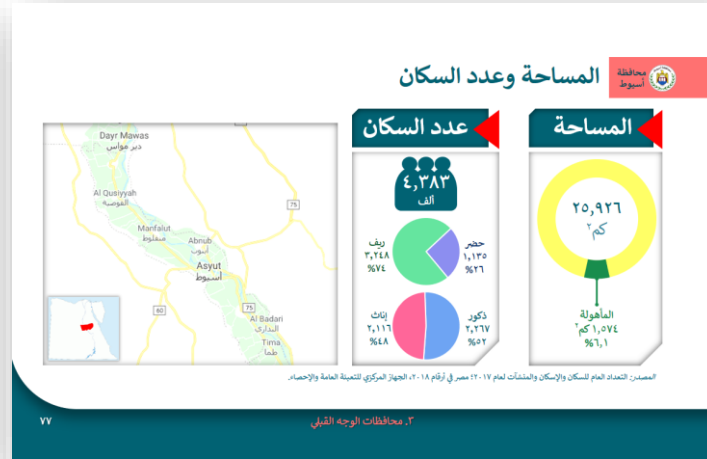 محافظة
أسيوط
المساحة وعدد السكان
المساحة
٢٥,٩٢٦
كم٢
المأهولة
١,٥٧٤ كم٢
%٦,١
عدد السكان
٤,٣٨٣
ألف
حضر
١,١٣٥
%٢٦
ريف
٣,٢٤٨
%٧٤
ذكور
٢,٢٦٧
%٥٢
إناث
٢,١١٦
%٤٨
Dayr Mawas
دير مواس
Al Qusiyyah
القوصية
75
Manfalut
منفلوط
Abnub
أبنوب
Asyut
أسيوط
60
75
Al Badari
البداري
Tima
طما
المصدر: التعداد العام للسكان والإسكان والمنشآت لعام ٢٠١٧؛ مصر في أرقام ٢٠١٨، الجهاز المركزي للتعبئة العامة والإحصاء.
٣. محافظات الوجه القبلي
٧٧